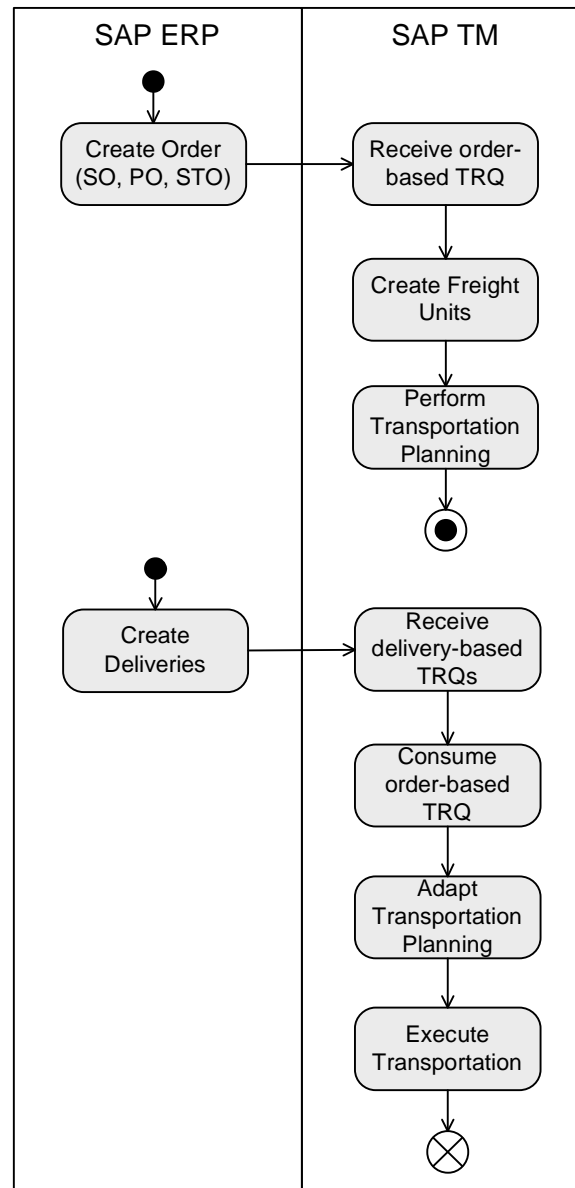 SAP ERP
SAP TM
Create Order
(SO, PO, STO)
Receive order-
based TRQ
Create Freight
Units
Perform
Transportation
Planning
Create
Deliveries
Receive
delivery-based
TRQs
Consume
order-based
TRQ
Adapt
Transportation
Planning
Execute
Transportation